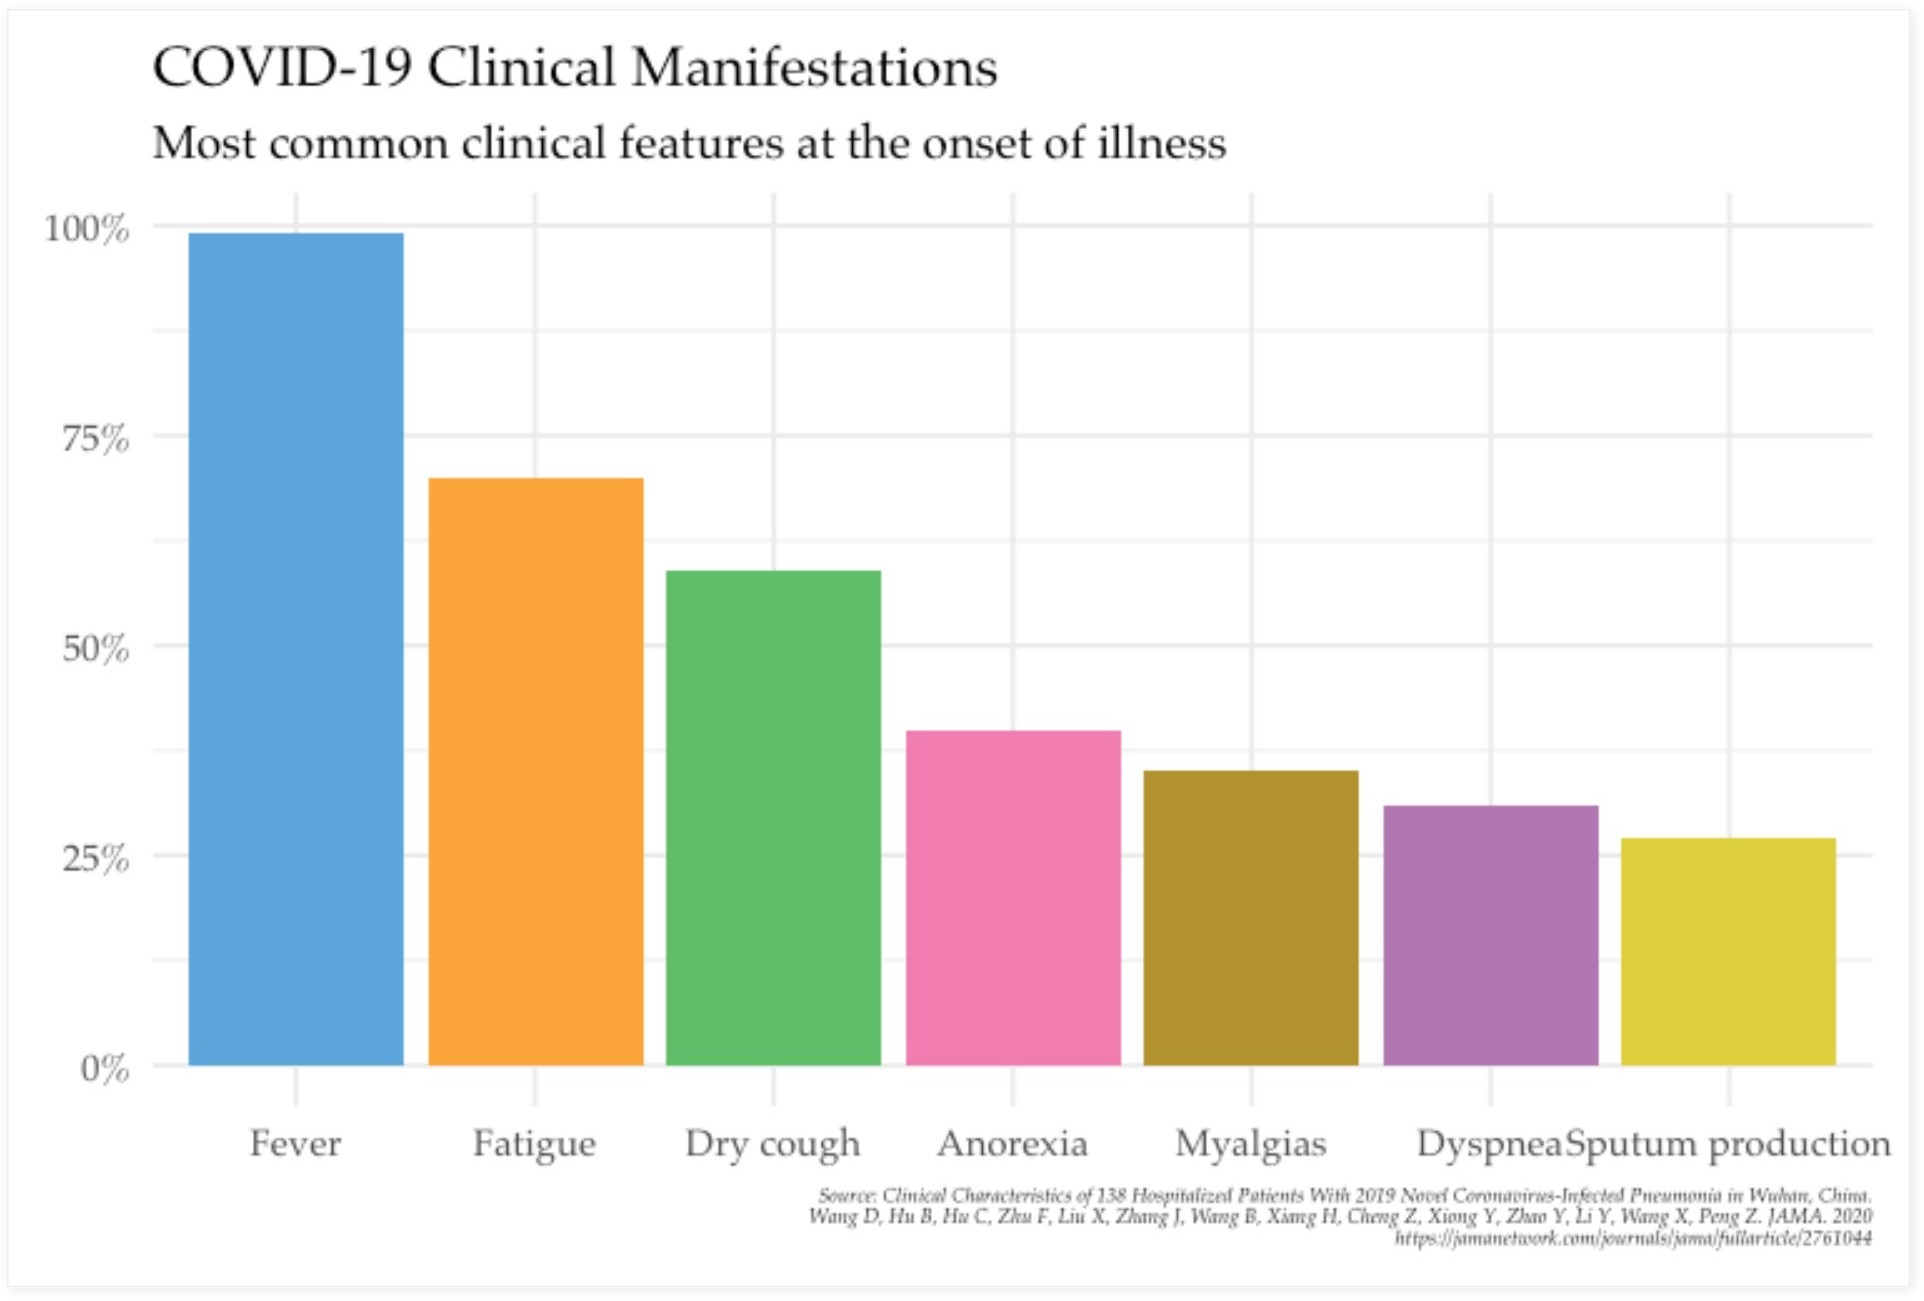 COVID-19 Clinical Manifestations
Most common clinical features at the onset of illness
100%
75%
50%
25%
0%
Fever Fatigue Dry cough Anorexia Myalgias Dyspnea Sputum production
Source: Clinical Characteristics of 138 Hospitalized Patients With 2019 Novel Coronavirus-Infected Pneumonia in Wuhan, China.
Wang D, Hu B, Hu C, Zhu F, Liu X, Zhang J, Wang B, Xiang H, Cheng Z, Xiong Y, Zhao Y, Li Y, Wang X, Peng Z. JAMA. 2020
https://jamanetwork.com/journals/jama/fullarticle/2761044